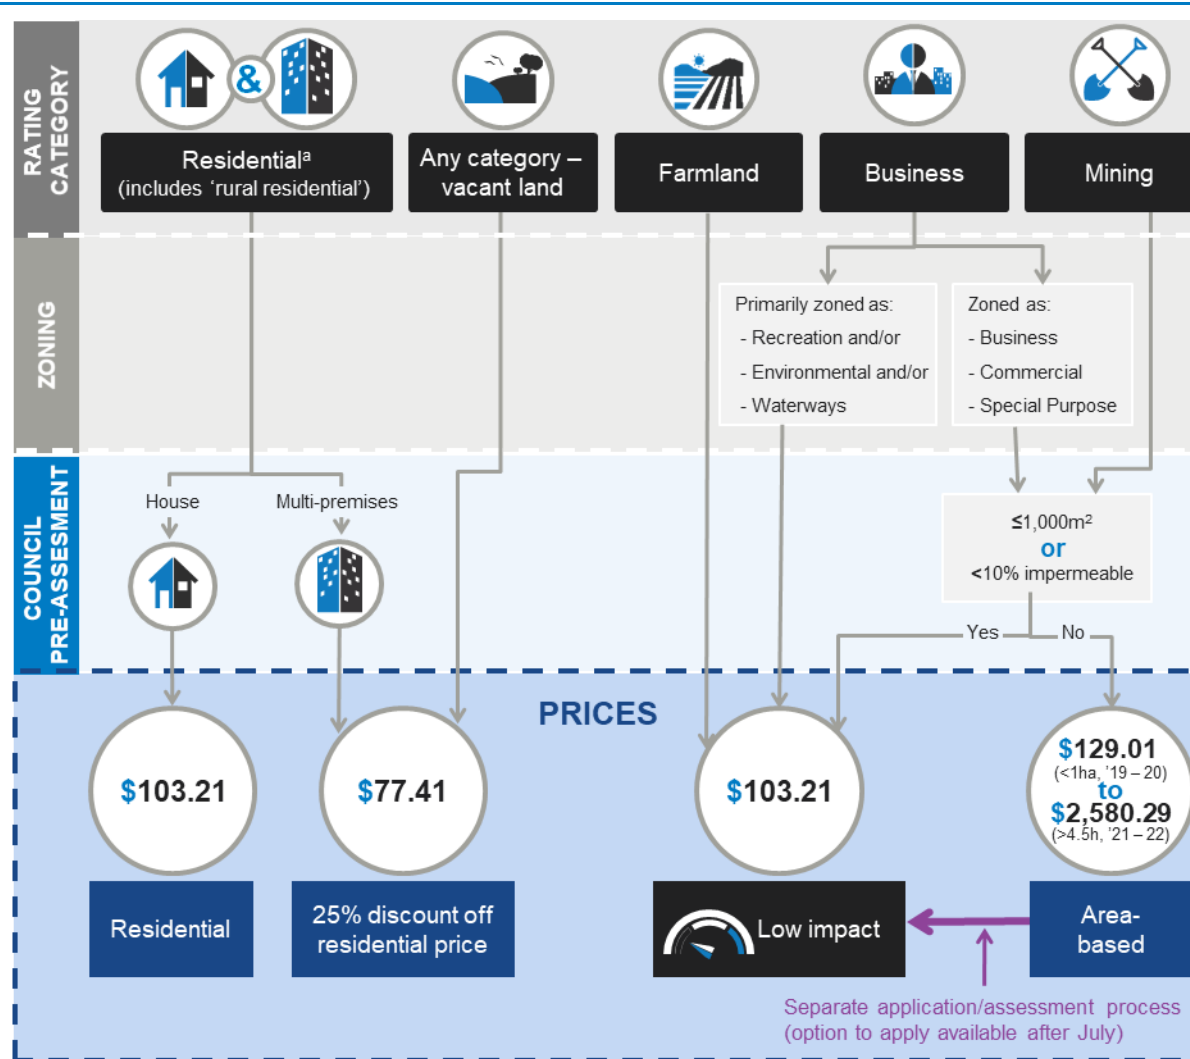 RATING
CATEGORY
&
Residentialᵃ
(includes ‘rural residential’)
Any category –
vacant land
Farmland
Business
Mining
ZONING
Primarily zoned as:
- Recreation and/or
- Environmental and/or
- Waterways
Zoned as:
- Business
- Commercial
- Special Purpose
COUNCIL
PRE-ASSESMENT
House
Multi-premises
≤1,000m²
or
<10% impermeable
Yes
No
PRICES
$103.21
$77.41
$103.21
$129.01
(<1ha, ’19 – 20)
to
$2,580.29
(>4.5h, ’21 – 22)
Residential
25% discount off
residential price
Low impact
Area-
based
Separate application/assessment process
(option to apply available after July)